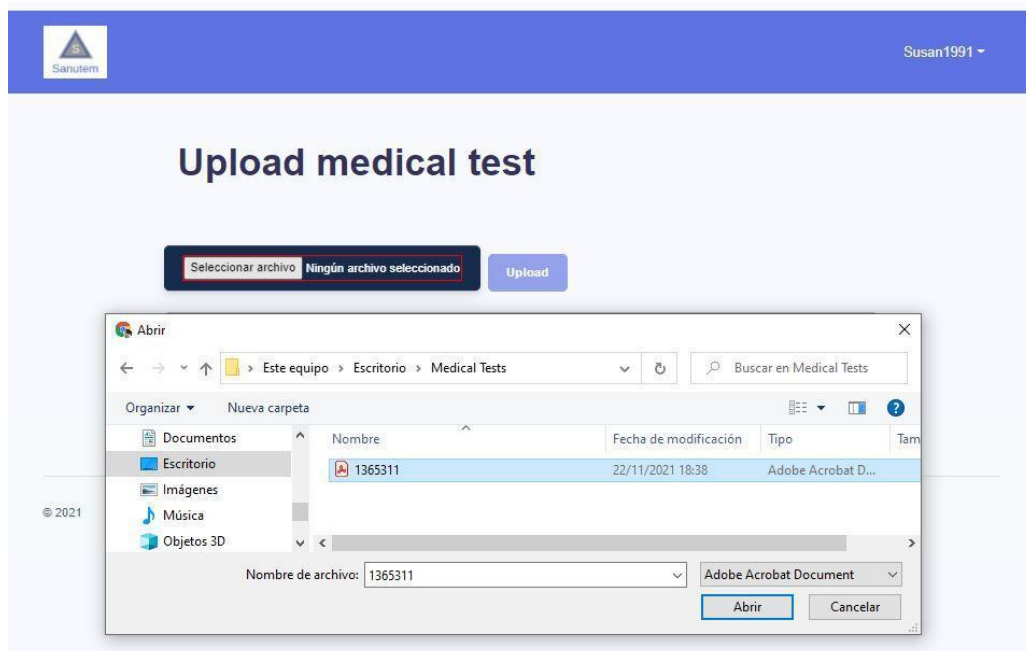 S
Sanutem
Susan1991
Upload medical test
Seleccionar archivo Ningún archivo seleccionado
Upload
Abrir
Este equipo > Escritorio > Medical Tests
Buscar en Medical Tests
Organizar
Nueva carpeta
?
Documentos
Nombre
Fecha de modificación
Tipo
Tam
Escritorio
1365311
22/11/2021 18:38
Adobe Acrobat D...
Imágenes
© 2021
Música
Objetos 3D
Nombre de archivo: 1365311
Adobe Acrobat Document
Abrir
Cancelar